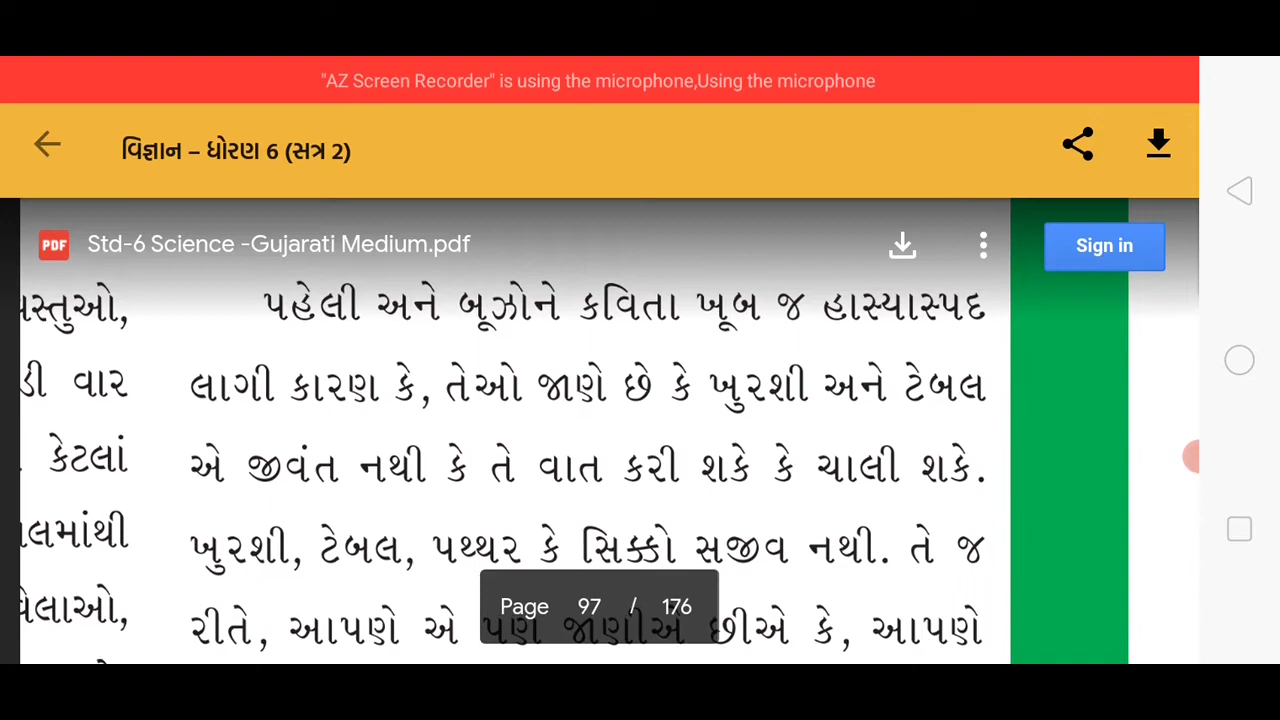 "AZ Screen Recorder" is using the microphone,Using the microphone
વિજ્ઞાન – ધોરણ 6 (સત્ર 2)
PDF Std-6 Science -Gujarati Medium.pdf Sign in
પહેલી અને બૂઝોને કવિતા ખૂબ જ હાસ્યાસ્પદ
લાગી કારણ કે, તેઓ જાણે છે કે ખુરશી અને ટેબલ
એ જીવંત નથી કે તે વાત કરી શકે કે ચાલી શકે.
ખુરશી, ટેબલ, પથ્થર કે સિક્કો સજીવ નથી. તે જ
રીતે, આપણે એ પણ જાણીએ છીએ કે, આપણે
વાર
કેટલાં
Page 97 / 176